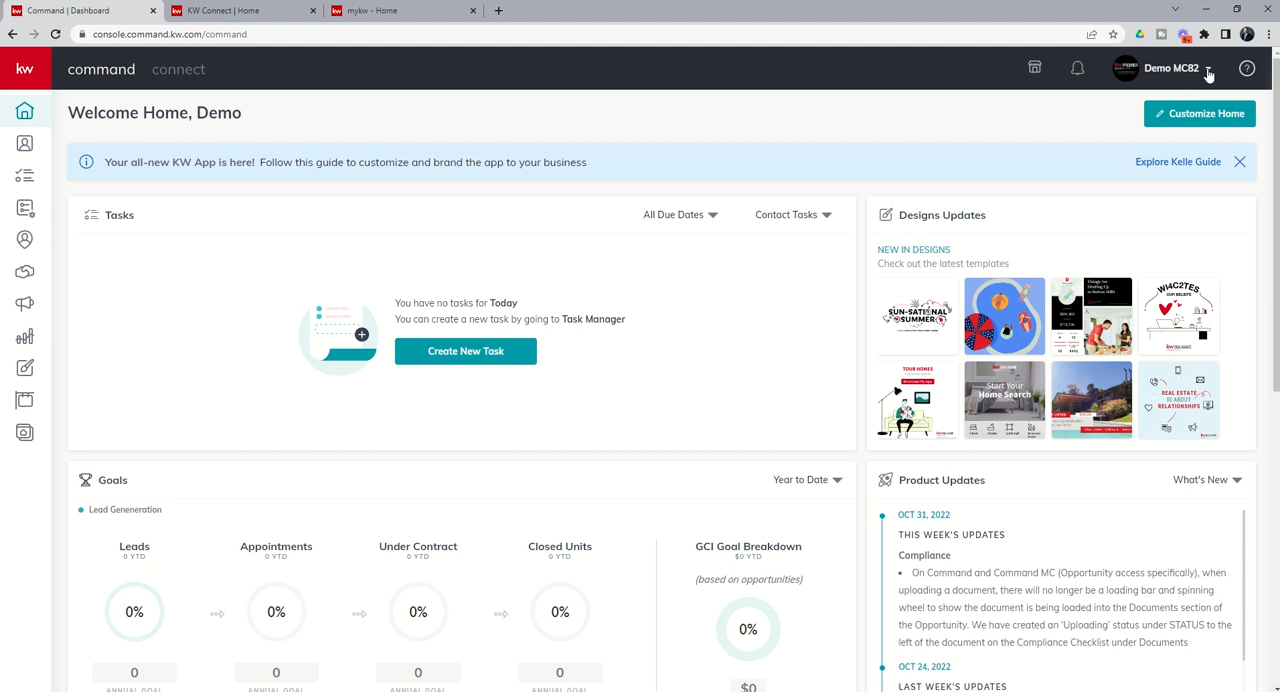 Command | Dashboard
KW Connect | Home
mykw - Home
console.command.kw.com/command
9+
kw
command
connect
Demo MC82
Welcome Home, Demo
Customize Home
Your all-new KW App is here! Follow this guide to customize and brand the app to your business
Explore Kelle Guide
Tasks
All Due Dates
Contact Tasks
You have no tasks for Today
You can create a new task by going to Task Manager
Create New Task
Designs Updates
NEW IN DESIGNS
Check out the latest templates
SUN-SATIONAL
SUMMER
WI4C2TES
OUR BELIEFS
TOUR HOMES
Start Your
Home Search
REAL ESTATE
IS ABOUT
RELATIONSHIPS
Goals
Year to Date
Lead Geneneration
Leads
0 YTD
Appointments
0 YTD
Under Contract
0 YTD
Closed Units
0 YTD
0%
0%
0%
0%
0
0
0
0
ANNUAL GOAL
ANNUAL GOAL
ANNUAL GOAL
ANNUAL GOAL
GCI Goal Breakdown
$0 YTD
(based on opportunities)
0%
$0
Product Updates
What's New
OCT 31, 2022
THIS WEEK'S UPDATES
Compliance
• On Command and Command MC (Opportunity access specifically), when
uploading a document, there will no longer be a loading bar and spinning
wheel to show the document is being loaded into the Documents section of
the Opportunity. We have created an 'Uploading' status under STATUS to the
left of the document on the Compliance Checklist under Documents
OCT 24, 2022
LAST WEEK'S UPDATES